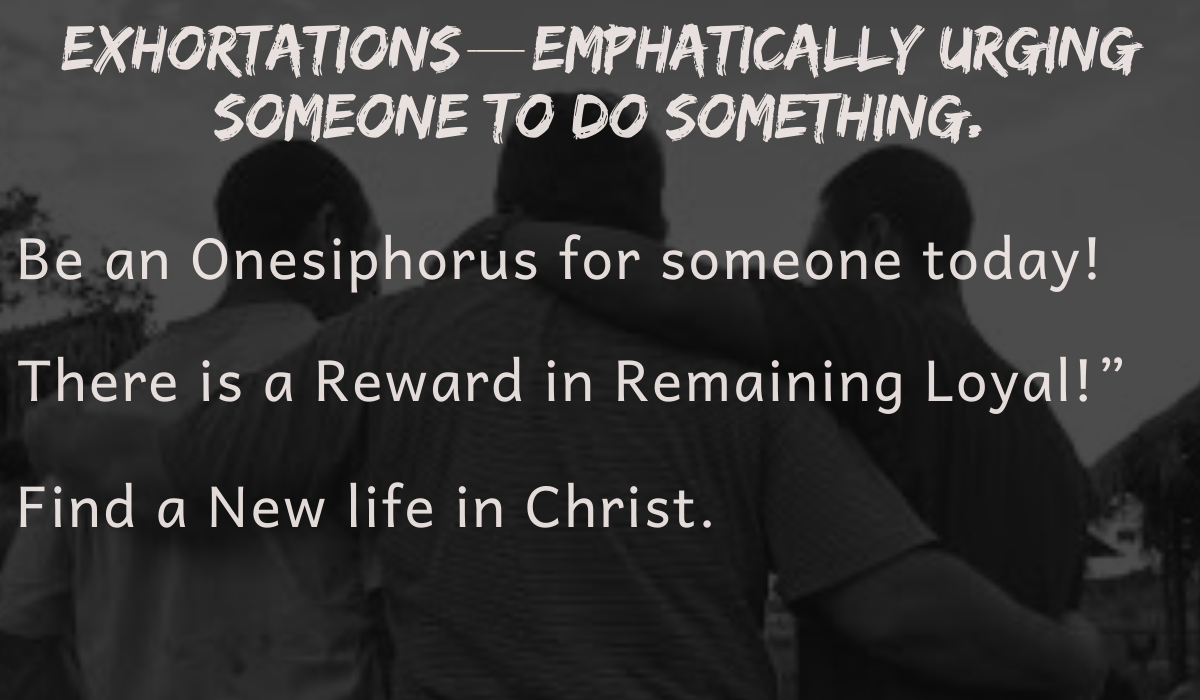 EXHORTATIONS—EMPHATICALLY URGING
SOMEONE TO DO SOMETHING.
Be an Onesiphorus for someone today!
There is a Reward in Remaining Loyal!”
Find a New life in Christ.